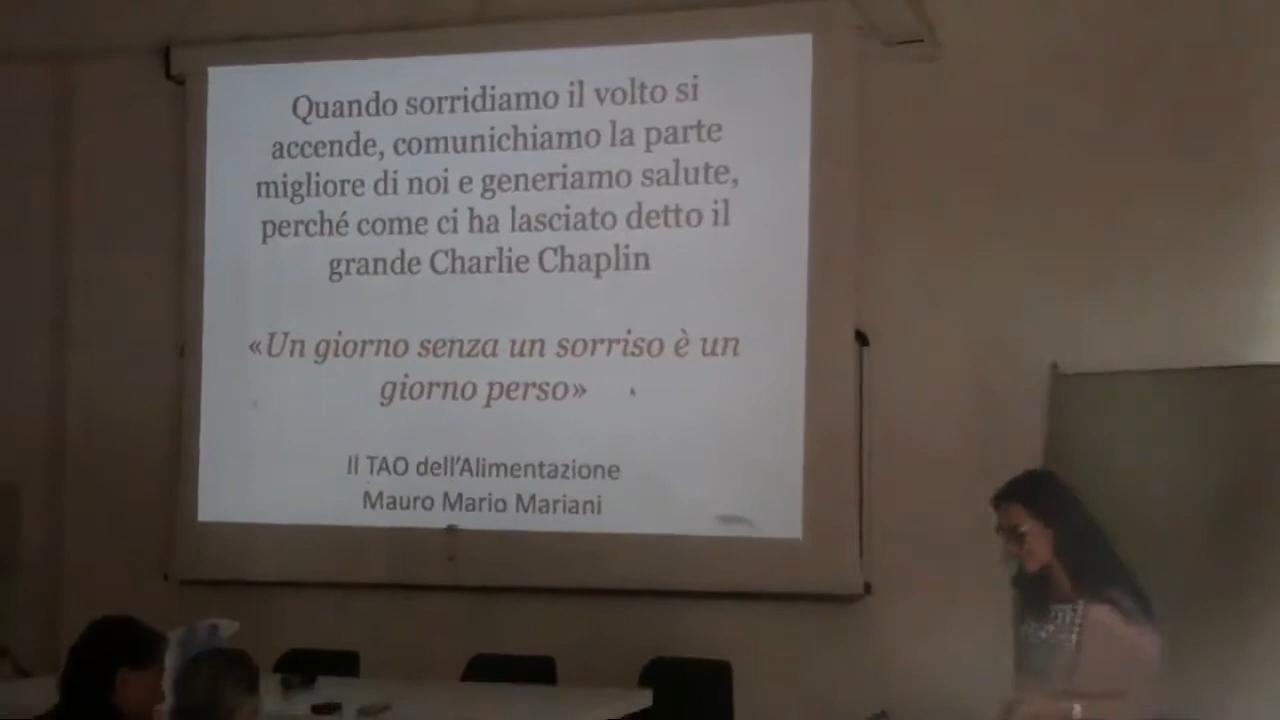 Quando sorridiamo il volto si
accende, comunichiamo la parte
migliore di noi e generiamo salute,
perché come ci ha lasciato detto il
grande Charlie Chaplin
«Un giorno senza un sorriso è un
giorno perso»
Il TAO dell'Alimentazione
Mauro Mario Mariani